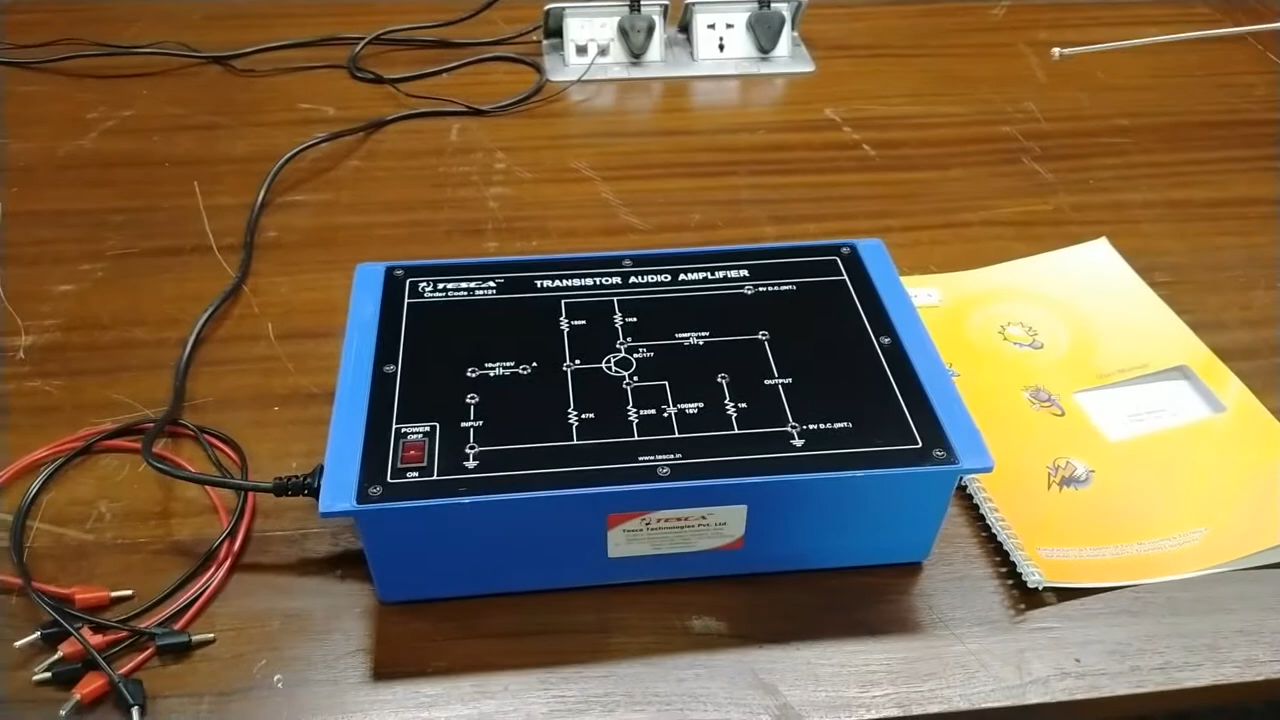 TESCA
Order Code - 38121
TRANSISTOR AUDIO AMPLIFIER
- 9V D.C.(INT.)
180K
1K8
10MFD/16V
C
T1
BC177
10uF/16V
A
B
E
OUTPUT
INPUT
47K
220E
100MFD
16V
1K
+ 9V D.C.(INT.)
POWER
OFF
ON
www.tesca.in
TESCA
Tesca Technologies Pvt. Ltd.